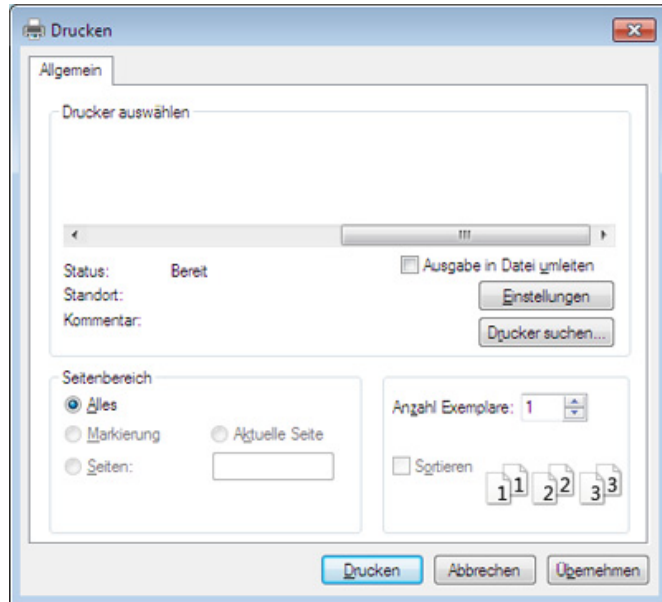 Drucken
Allgemein
Drucker auswählen
Status: Bereit
Ausgabe in Datei umleiten
Standort:
Einstellungen
Kommentar:
Drucker suchen...
Seitenbereich
Alles
Anzahl Exemplare: 1
Markierung
Aktuelle Seite
Seiten:
Sortieren
1 1 2 2 3 3
Drucken
Abbrechen
Übernehmen